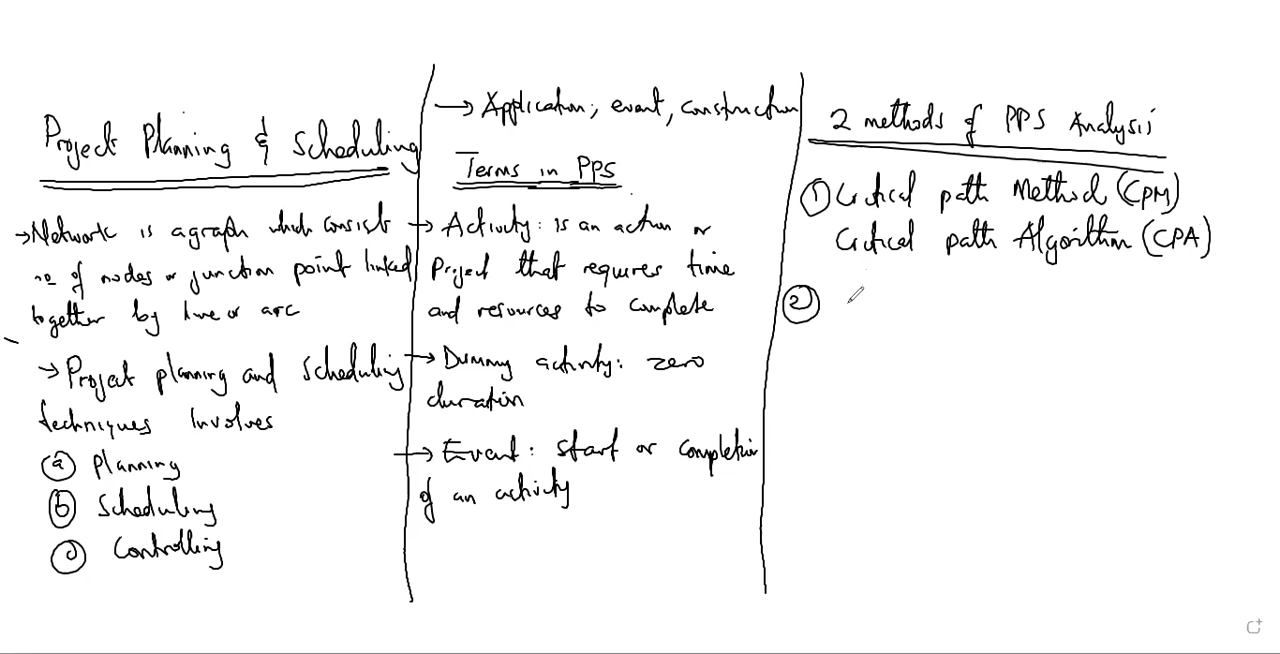 Project Planning & Scheduling
→ Network is a graph which consist
no of nodes or junction point linked
together by line or arc
→ Project planning and scheduling
techniques involves
(a) Planning
(b) Scheduling
(c) Controlling
→ Application, event, construction
Terms in PPS
→ Activity: is an action or
Project that requires time
and resources to complete
→ Dummy activity: zero
duration
→ Event: start or completion
of an activity
2 methods of PPS Analysis
① Critical path Method (CPM)
Critical path Algorithm (CPA)
②